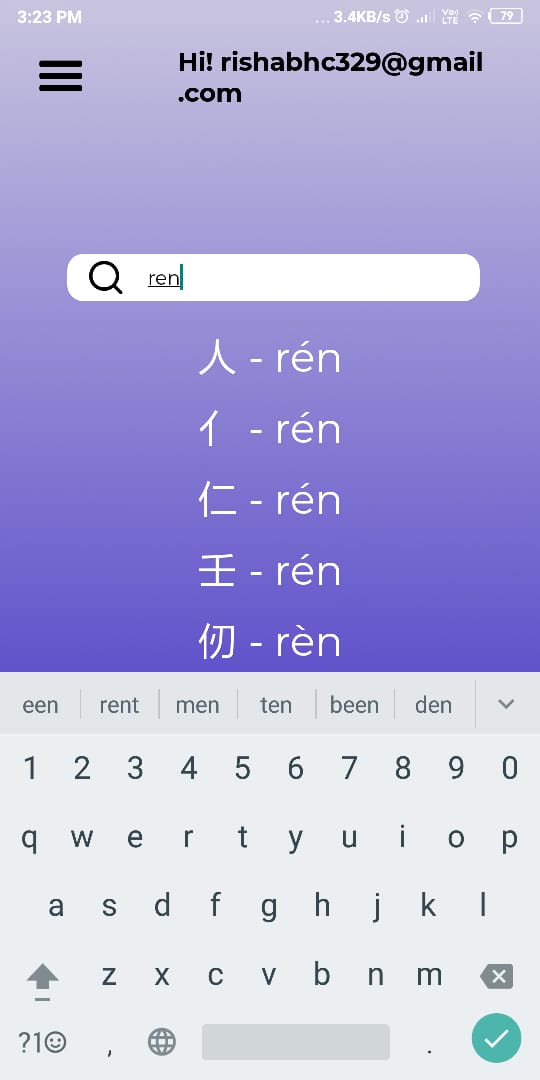 3:23 PM ...3.4KB/s Vo) LTE 79
Hi! rishabhc329@gmail
.com
ren
人 - rén
亻 - rén
仁 - rén
壬 - rén
仞 - rèn
een rent men ten been den
1 2 3 4 5 6 7 8 9 0
q w e r t y u i o p
a s d f g h j k l
z x c v b n m
?1☺ , .